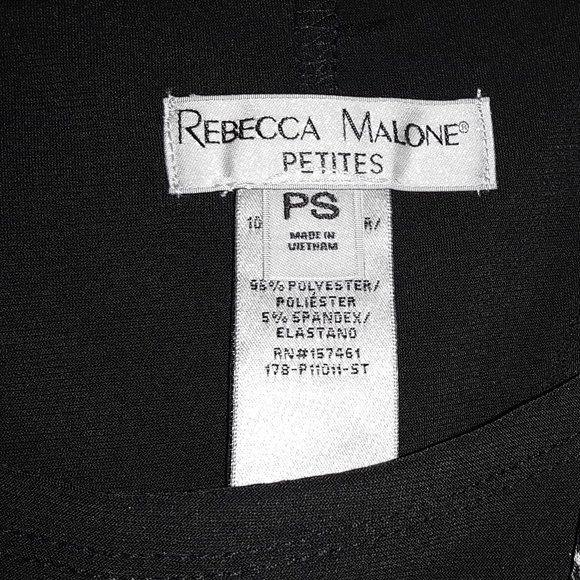 REBECCA MALONE®
PETITES
PS
MADE IN
VIETNAM
95% POLYESTER/
POLIÉSTER
5% SPANDEX/
ELASTANO
RN#157461
178-P11011-ST